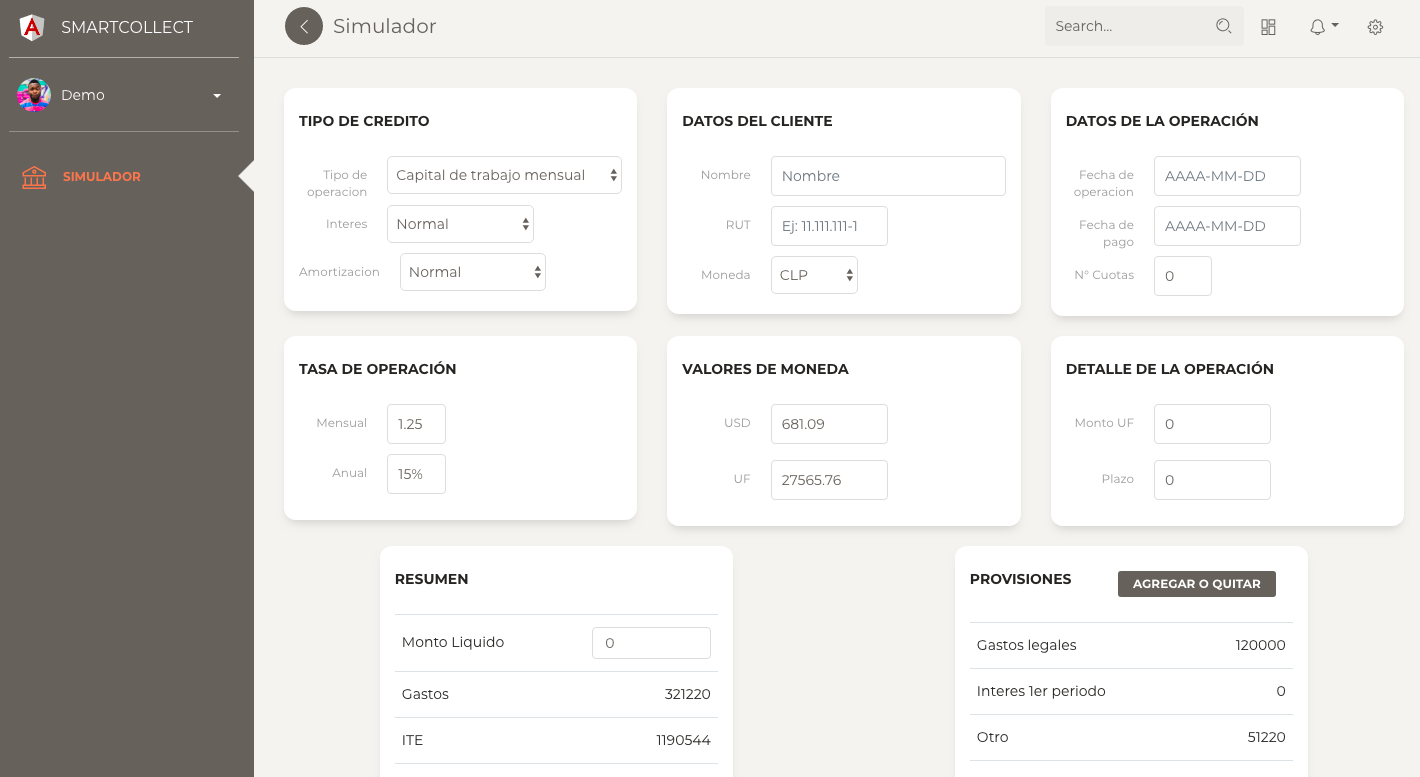 SMARTCOLLECT
Demo
SIMULADOR
Simulador
Search...
TIPO DE CREDITO
Tipo de
operacion
Capital de trabajo mensual
Interes
Normal
Amortizacion
Normal
DATOS DEL CLIENTE
Nombre
Nombre
RUT
Ej: 11.111.111-1
Moneda
CLP
DATOS DE LA OPERACIÓN
Fecha de
operacion
AAAA-MM-DD
Fecha de
pago
AAAA-MM-DD
N° Cuotas
0
TASA DE OPERACIÓN
Mensual
1.25
Anual
15%
VALORES DE MONEDA
USD
681.09
UF
27565.76
DETALLE DE LA OPERACIÓN
Monto UF
0
Plazo
0
RESUMEN
Monto Liquido
0
Gastos
321220
ITE
1190544
PROVISIONES
AGREGAR O QUITAR
Gastos legales
120000
Interes 1er periodo
0
Otro
51220